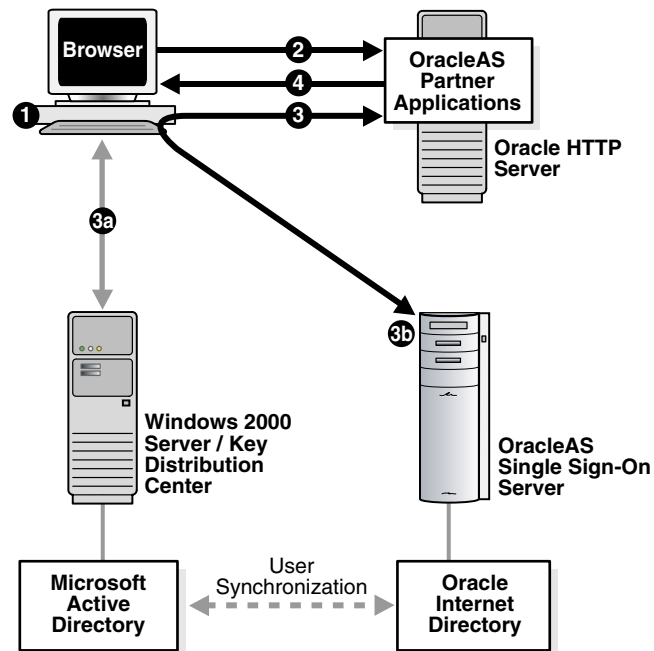 Browser
2
OracleAS
Partner
Applications
4
1
3
Oracle HTTP
Server
3a
3b
Windows 2000
Server / Key
Distribution
Center
OracleAS
Single Sign-On
Server
User
Synchronization
Microsoft
Active
Directory
Oracle
Internet
Directory